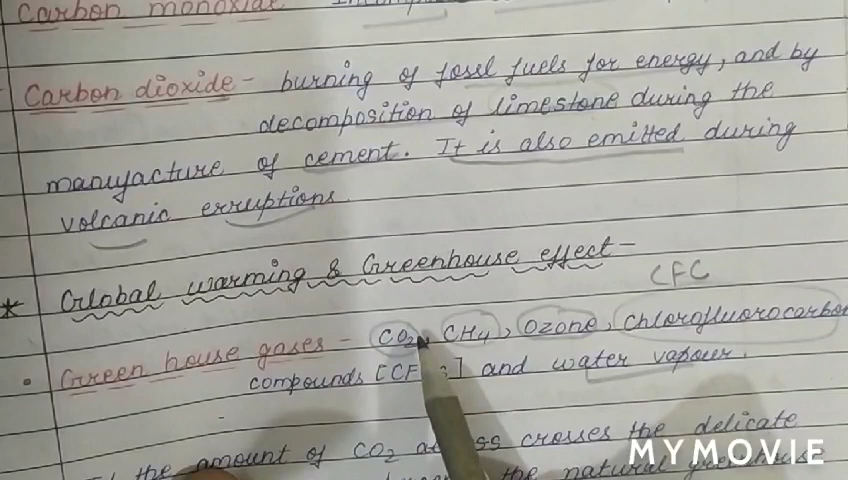 Carbon monoxide
Carbon dioxide - burning of fossil fuels for energy, and by
decomposition of limestone during the
manufacture of cement. It is also emitted during
volcanic erruptions.
* Global warming & Greenhouse effect -
CFC
• Green house gases - CO2, CH4, Ozone, Chlorofluorocarbon
compounds [CF ] and water vapour.
the amount of CO2 crosses the delicate
the natural
MYMOVIE